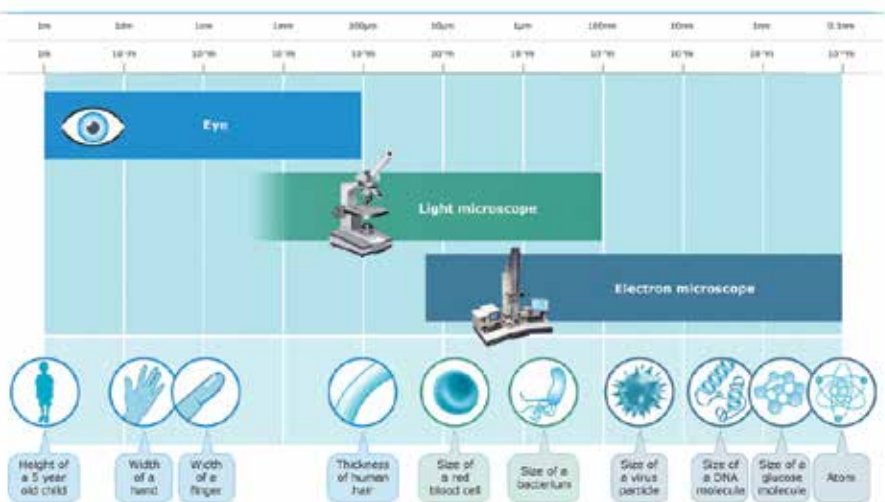 1m 1cm 1mm 100µm 10µm 1µm 100nm 10nm 1nm 0.1nm
Eye
Light microscope
Electron microscope
Height of
a 5 year
old child
Width
of a
hand
Width
of a
finger
Thickness
of human
hair
Size of
a red
blood cell
Size of a
bacterium
Size of
a virus
particle
Size of
a DNA
molecule
Size of a
glucose
molecule
Atom